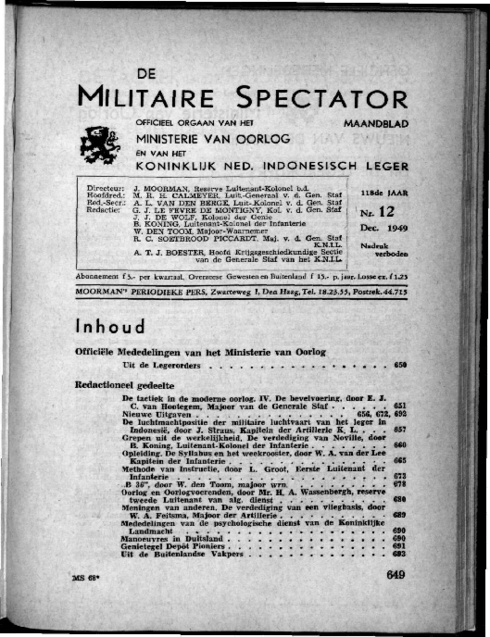 DE
MILITAIRE SPECTATOR
OFFICIEEL ORGAAN VAN HET MAANDBLAD
MINISTERIE VAN OORLOG
EN VAN HET
KONINKLIJK NED. INDONESISCH LEGER
Directeur: J. MOORMAN, Reserve Luitenant-Kolonel b.d.
Hoofdred.: M. R. H. CALMEYER, Luit.-Generaal v. d. Gen. Staf
Red.-Secr.: A. L. VAN DEN BERGE, Luit.-Kolonel v. d. Gen. Staf
Redactie: G. J. LE FEVRE DE MONTIGNY, Kol. v. d. Gen. Staf
J. J. DE WOLF, Kolonel der Genie
B. KONING, Luitenant-Kolonel der Infanterie
W. DEN TOOM, Majoor-Waarnemer
R. C. SOETBROOD PICCARDT, Maj. v. d. Gen. Staf
K.N.I.L.
A. T. J. BOESTER, Hoofd Krijgsgeschiedkundige Sectie
van de Generale Staf van het K.N.I.L.
118de JAAR
Nr. 12
Dec. 1949
Nadruk
verboden
Abonnement f 3.- per kwartaal, Overzeese Gewesten en Buitenland f 15.- p. jaar. Losse ex. f 1.25
MOORMAN'S PERIODIEKE PERS, Zwarteweg 1, Den Haag, Tel. 18.23.55, Postrek. 44.715
Inhoud
Officiële Mededelingen van het Ministerie van Oorlog
Uit de Legerorders . . . . . . . . . . . . . . . . 650
Redactioneel gedeelte
De tactiek in de moderne oorlog. IV. De bevelvoering, door E. J.
C. van Hootegem, Majoor van de Generale Staf . . . . . . 651
Nieuwe Uitgaven . . . . . . . . . . . . . 656, 672, 692
De luchtmachtpositie der militaire luchtvaart van het leger in
Indonesië, door J. Straus, Kapitein der Artillerie K. L. . . . . 657
Grepen uit de werkelijkheid, De verdediging van Noville, door
B. Koning, Luitenant-Kolonel der Infanterie . . . . . . . 660
Opleiding. De Syllabus en het weekrooster, door W. A. van der Lee
Kapitein der Infanterie . . . . . . . . . . . . . 665
Methode van Instructie, door L. Groot, Eerste Luitenant der
Infanterie . . . . . . . . . . . . . . . . . 673
„B 36", door W. den Toom, majoor wrn. . . . . . . . . 678
Oorlog en Oorlogvoerenden, door Mr. H. A. Wassenbergh, reserve
tweede Luitenant van alg. dienst . . . . . . . . . . 680
Meningen van anderen. De verdediging van een vliegbasis, door
W. A. Feitsma, Majoor der Artillerie . . . . . . . . . 689
Mededelingen van de psychologische dienst van de Koninklijke
Landmacht . . . . . . . . . . . . . . . . . 690
Manoeuvres in Duitsland . . . . . . . . . . . . . 690
Genietegel Depôt Pioniers . . . . . . . . . . . . . 691
Uit de Buitenlandse Vakpers . . . . . . . . . . . . 693
MS 68* 649